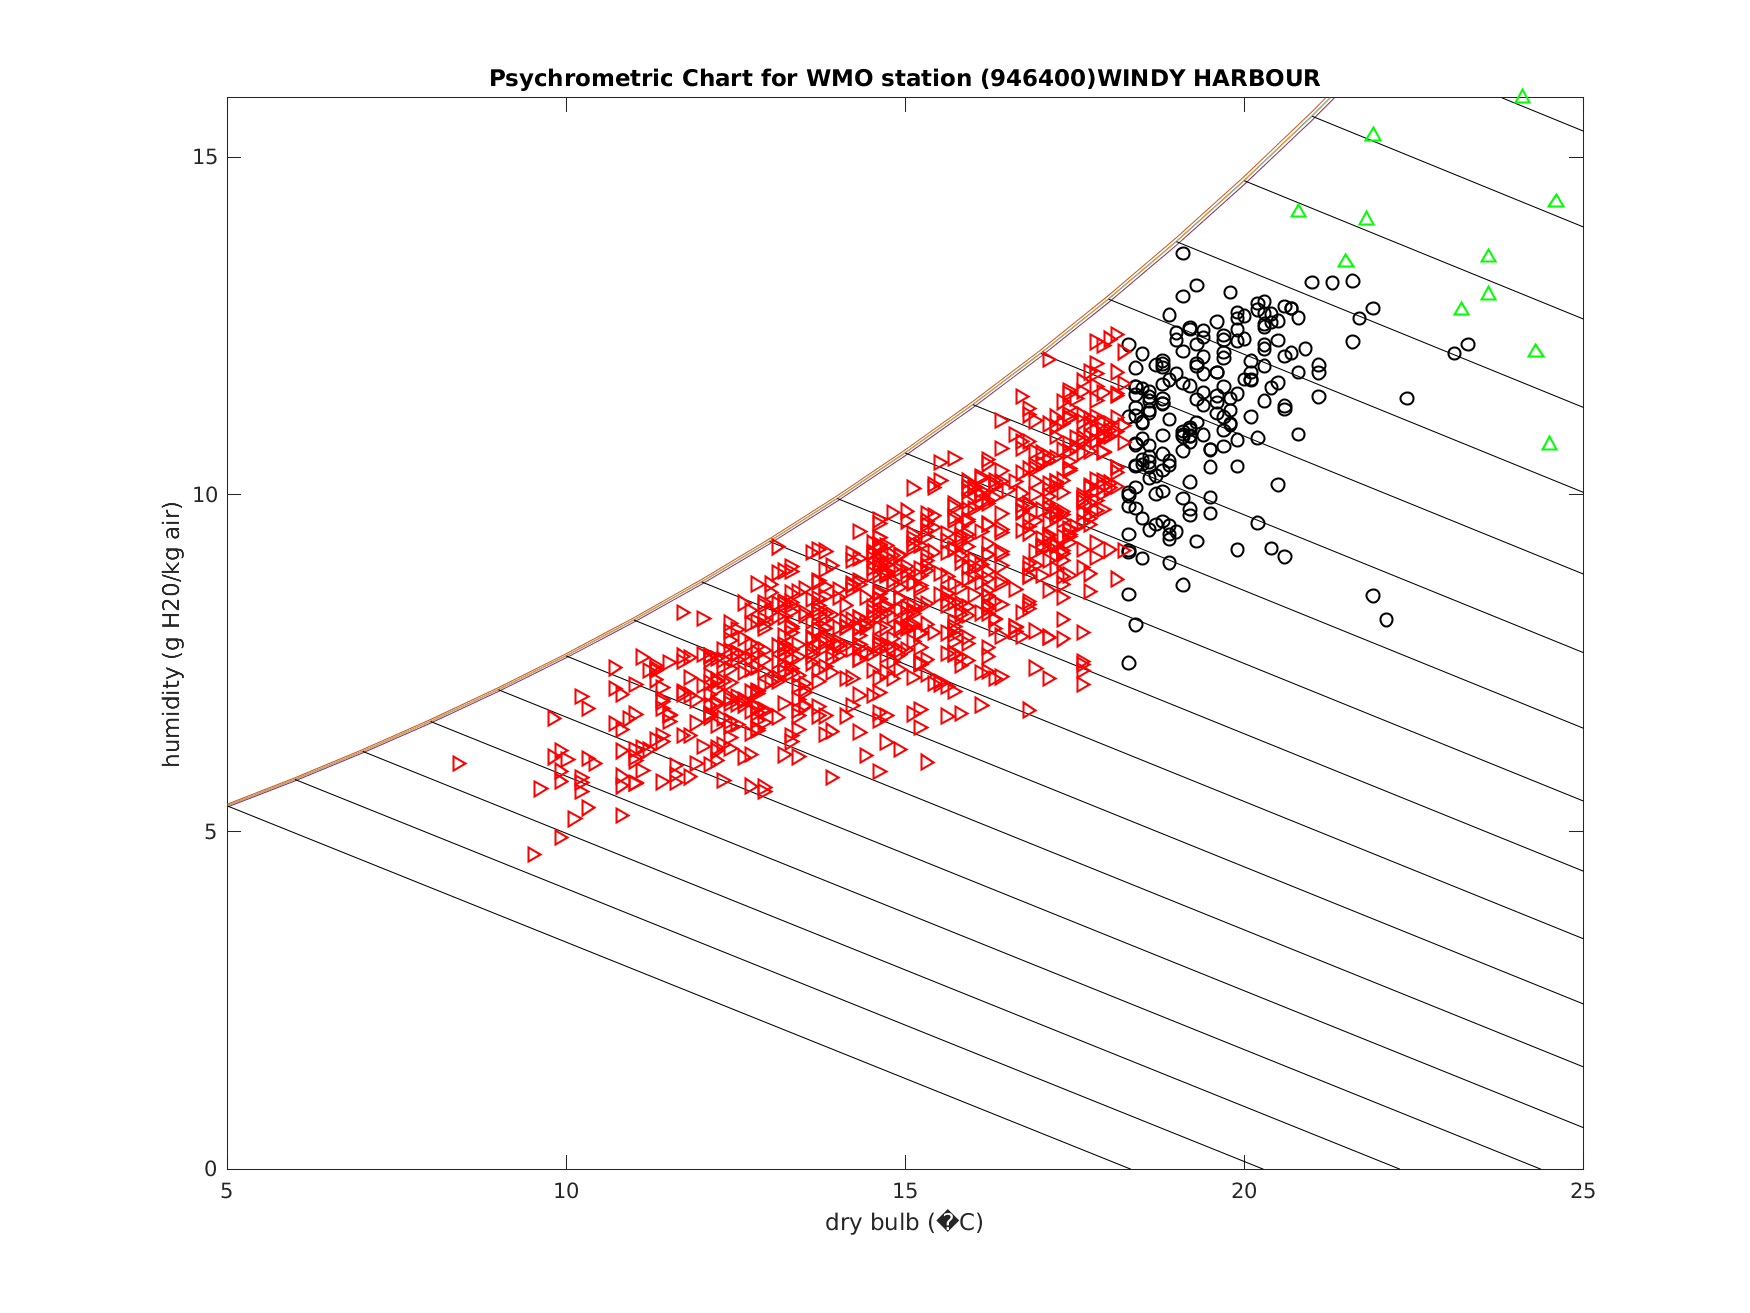 Psychrometric Chart for WMO station (946400)WINDY HARBOUR
15
10
5
0
humidity (g H20/kg air)
5 10 15 20 25
dry bulb (�C)